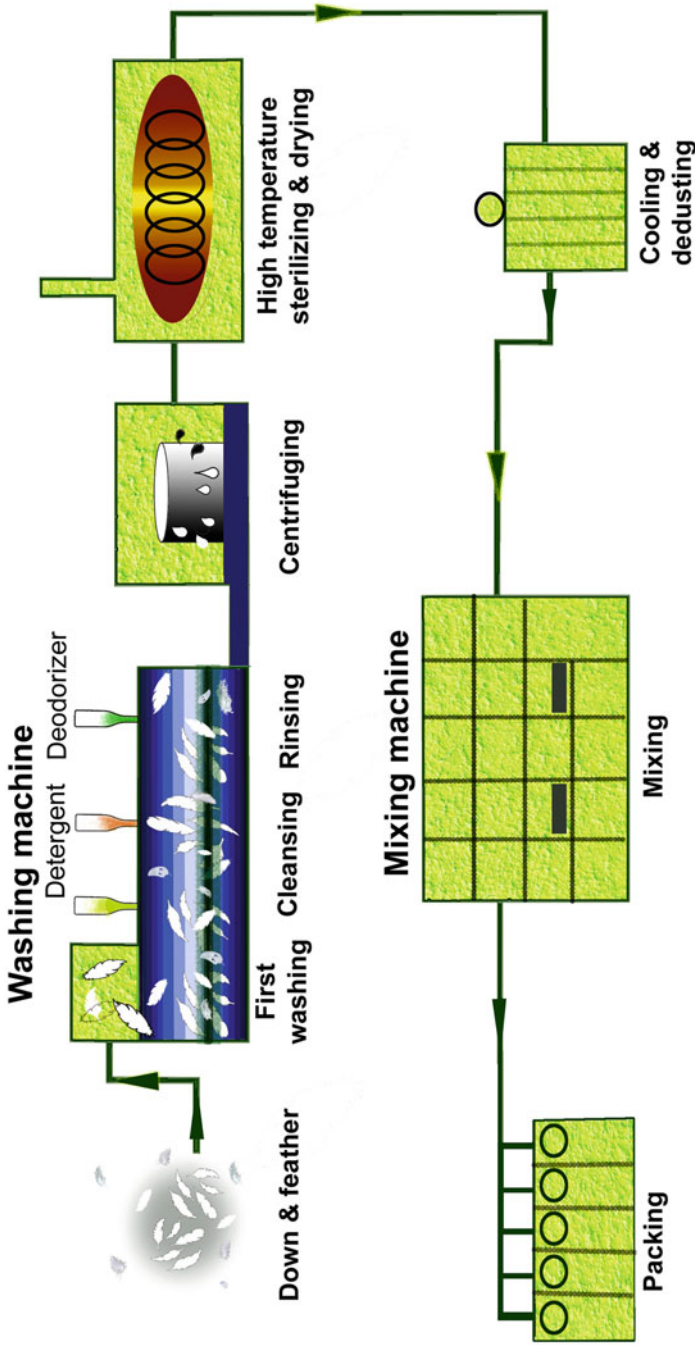 Washing machine
Detergent
Deodorizer
Down & feather
First
washing
Cleansing
Rinsing
Centrifuging
High temperature
sterilizing & drying
Cooling &
dedusting
Mixing machine
Mixing
Packing